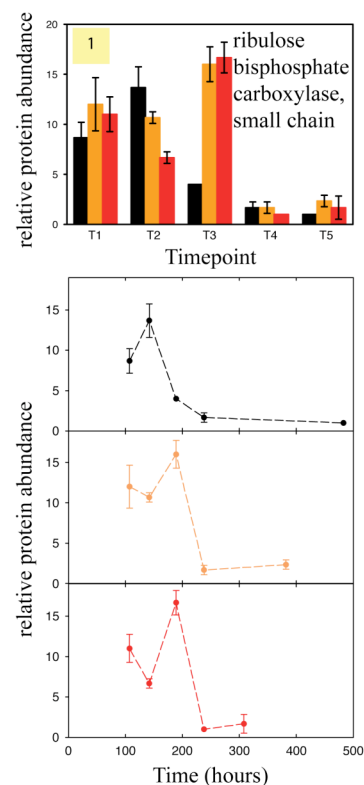 1
ribulose
bisphosphate
carboxylase,
small chain
relative protein abundance
20
15
10
5
0
T1 T2 T3 T4 T5
Timepoint
relative protein abundance
15
10
5
0
15
10
5
0
15
10
5
0
0 100 200 300 400 500
Time (hours)